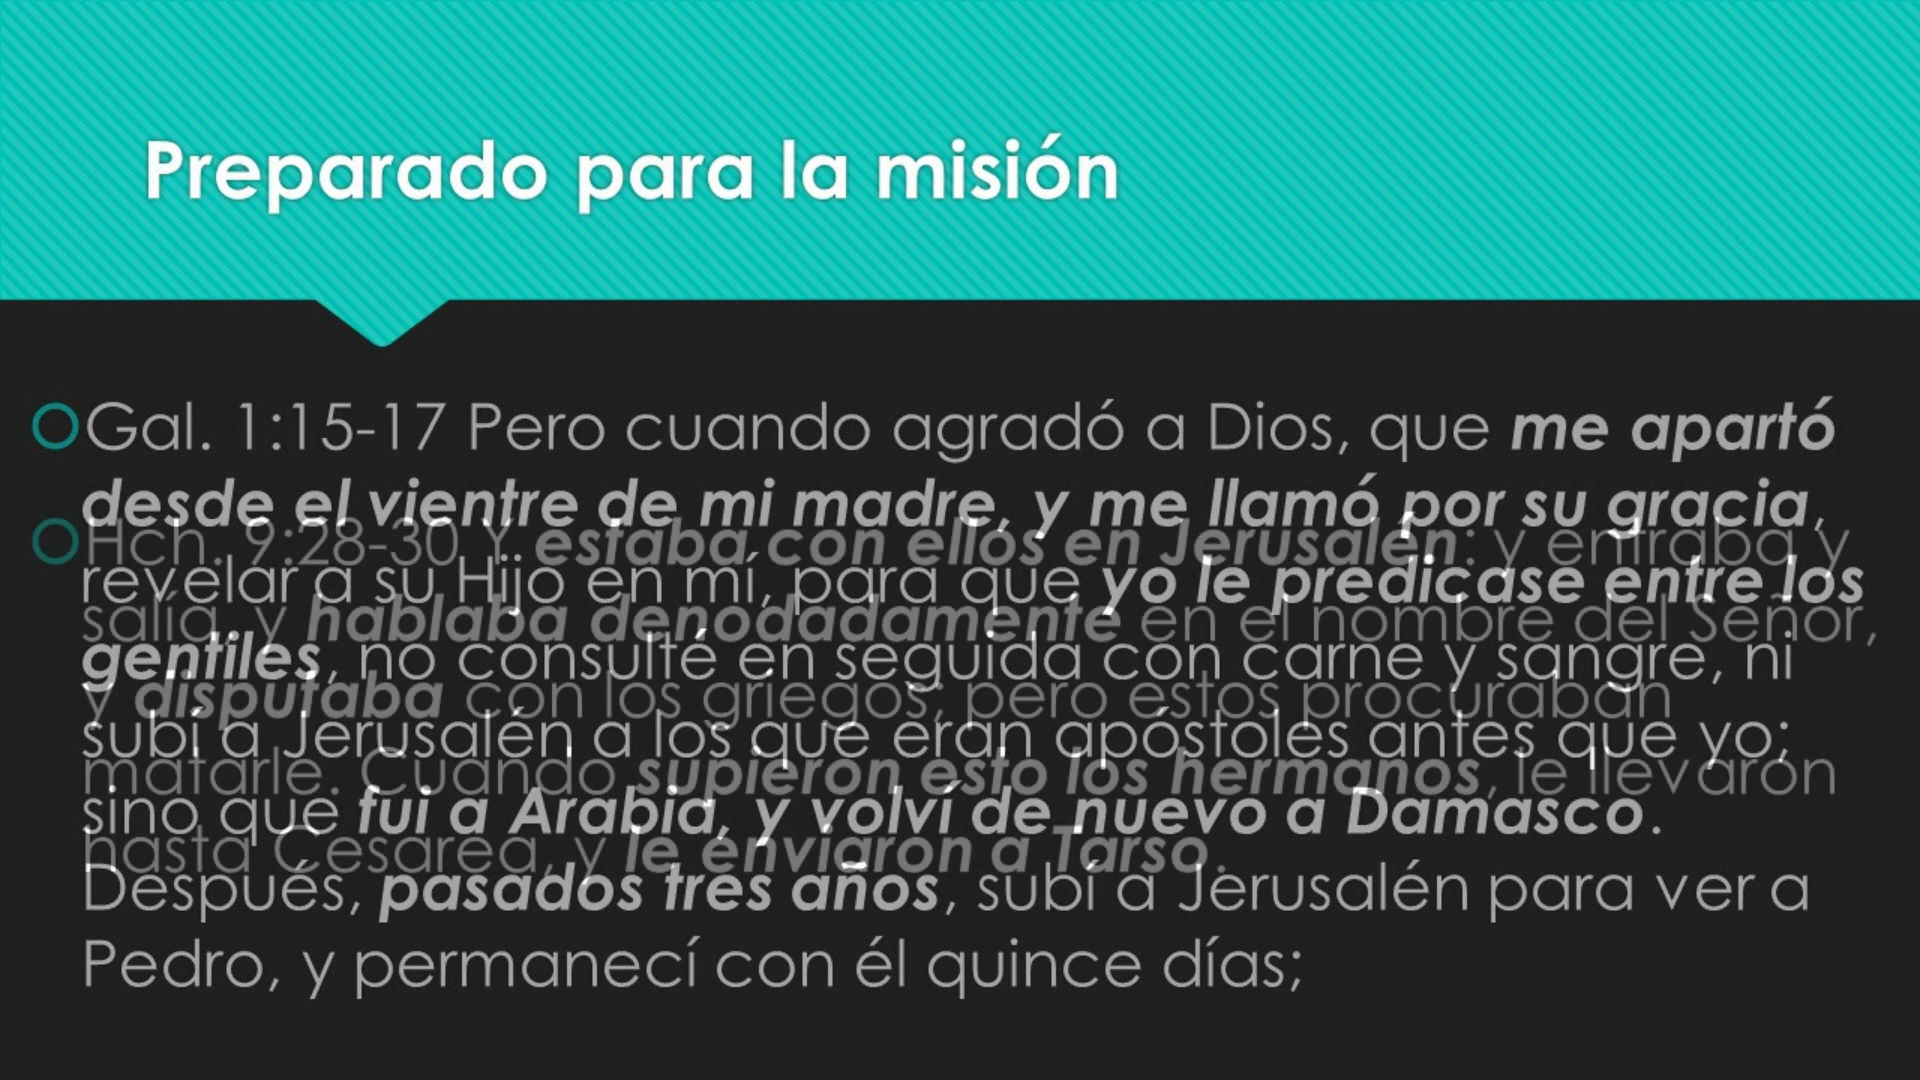 Preparado para la misión
Gal. 1:15-17 Pero cuando agradó a Dios, que me apartó
desde el vientre de mi madre, y me llamó por su gracia,
revelar a su Hijo en mí, para que yo le predicase entre los
gentiles, no consulté en seguida con carne y sangre, ni
subí a Jerusalén a los que eran apóstoles antes que yo;
sino que fui a Arabia, y volví de nuevo a Damasco.
Después, pasados tres años, subí a Jerusalén para ver a
Pedro, y permanecí con él quince días;
Hch. 9:28-30 Y estaba con ellos en Jerusalén: y entraba y
salía, y hablaba denodadamente en el nombre del Señor,
y disputaba con los griegos; pero estos procuraban
matarle. Cuando supieron esto los hermanos, le llevaron
hasta Cesarea, y le enviaron a Tarso.